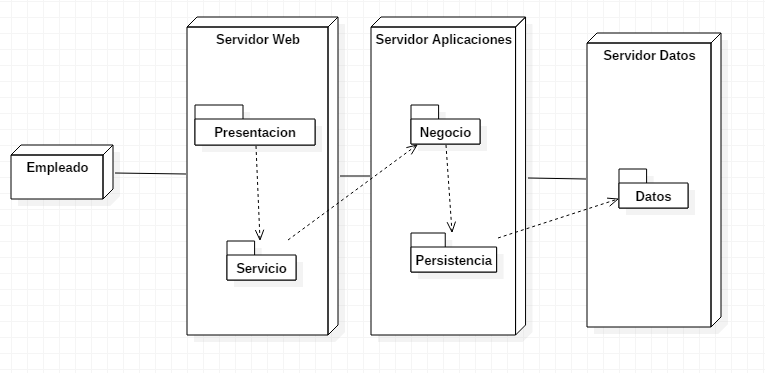 Servidor Web
Servidor Aplicaciones
Servidor Datos
Presentacion
Negocio
Empleado
Datos
Servicio
Persistencia